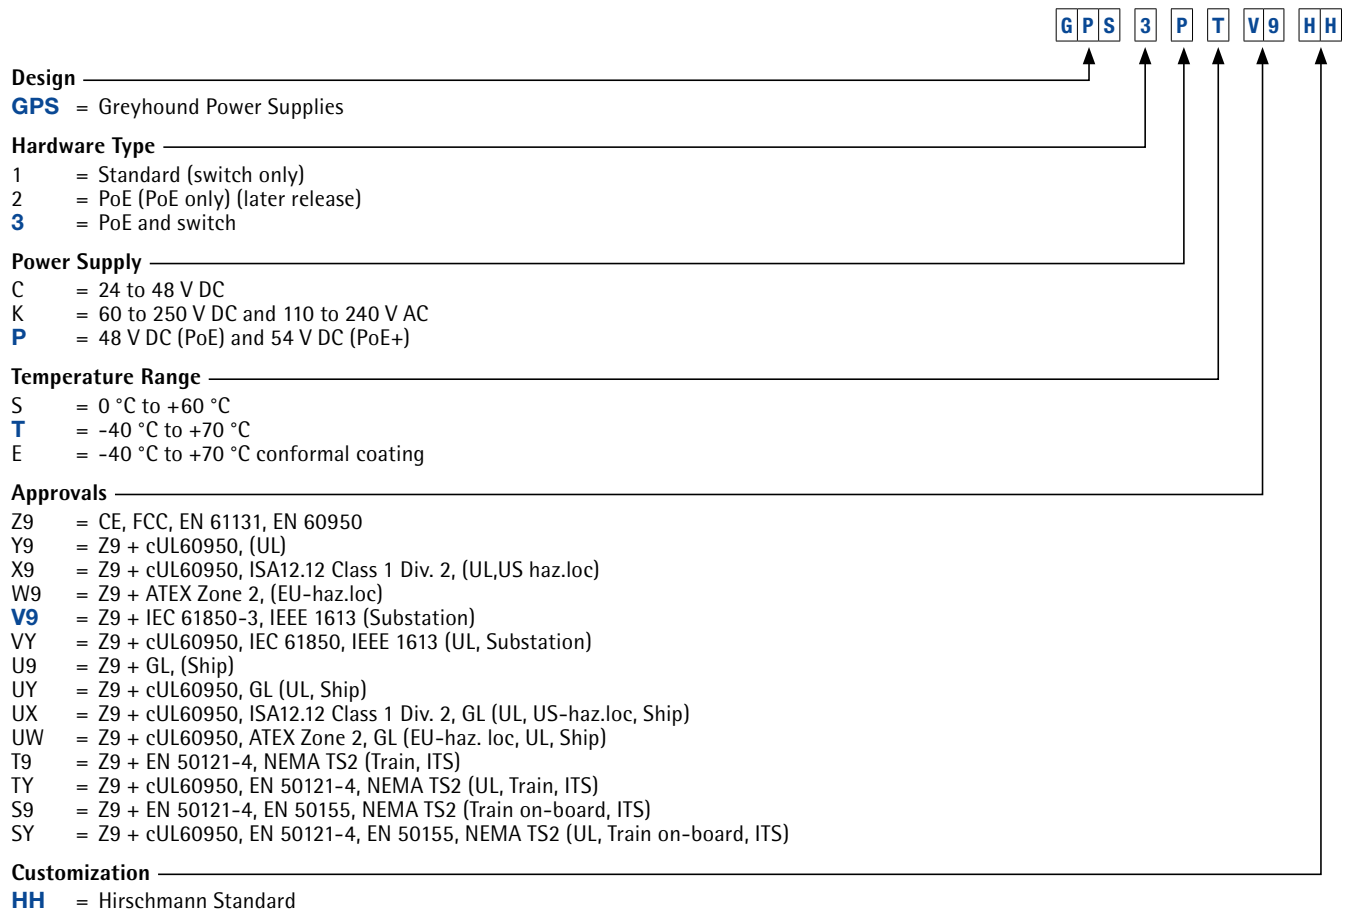 GPS 3 P T V9 HH
Design
GPS = Greyhound Power Supplies
Hardware Type
1 = Standard (switch only)
2 = PoE (PoE only) (later release)
3 = PoE and switch
Power Supply
C = 24 to 48 V DC
K = 60 to 250 V DC and 110 to 240 V AC
P = 48 V DC (PoE) and 54 V DC (PoE+)
Temperature Range
S = 0 °C to +60 °C
T = -40 °C to +70 °C
E = -40 °C to +70 °C conformal coating
Approvals
Z9 = CE, FCC, EN 61131, EN 60950
Y9 = Z9 + cUL60950, (UL)
X9 = Z9 + cUL60950, ISA12.12 Class 1 Div. 2, (UL,US haz.loc)
W9 = Z9 + ATEX Zone 2, (EU-haz.loc)
V9 = Z9 + IEC 61850-3, IEEE 1613 (Substation)
VY = Z9 + cUL60950, IEC 61850, IEEE 1613 (UL, Substation)
U9 = Z9 + GL, (Ship)
UY = Z9 + cUL60950, GL (UL, Ship)
UX = Z9 + cUL60950, ISA12.12 Class 1 Div. 2, GL (UL, US-haz.loc, Ship)
UW = Z9 + cUL60950, ATEX Zone 2, GL (EU-haz. loc, UL, Ship)
T9 = Z9 + EN 50121-4, NEMA TS2 (Train, ITS)
TY = Z9 + cUL60950, EN 50121-4, NEMA TS2 (UL, Train, ITS)
S9 = Z9 + EN 50121-4, EN 50155, NEMA TS2 (Train on-board, ITS)
SY = Z9 + cUL60950, EN 50121-4, EN 50155, NEMA TS2 (UL, Train on-board, ITS)
Customization
HH = Hirschmann Standard